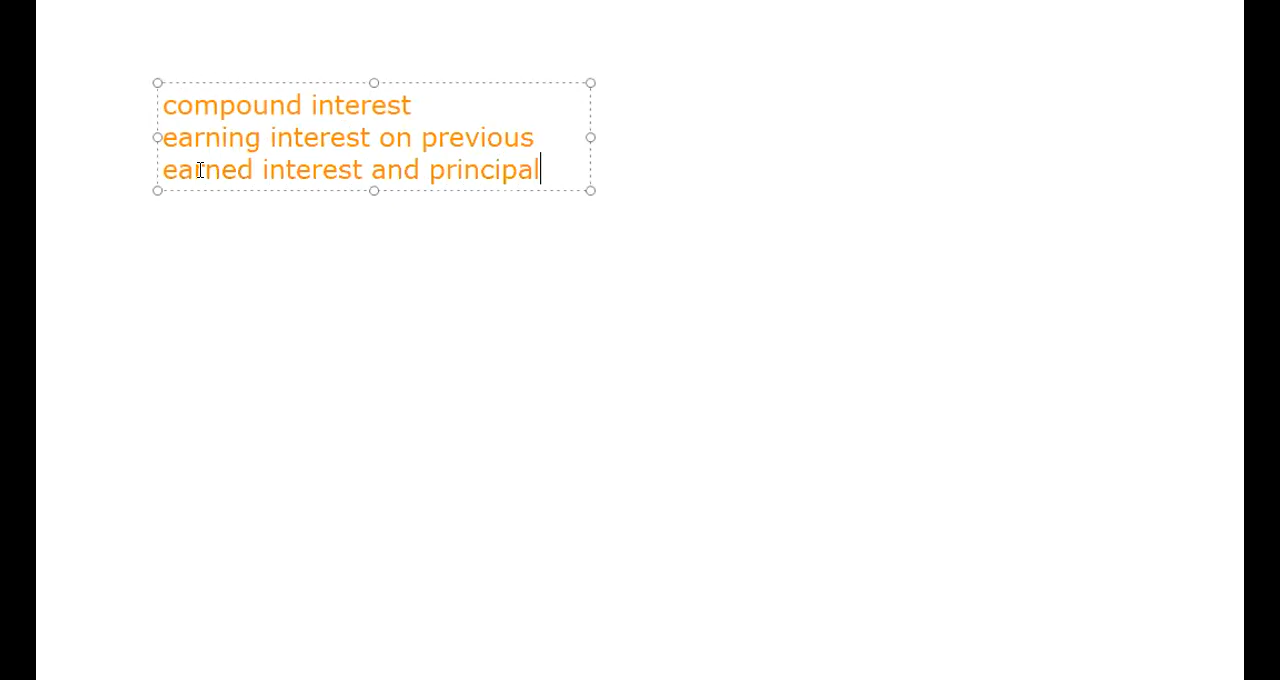 compound interest
earning interest on previous
earned interest and principal